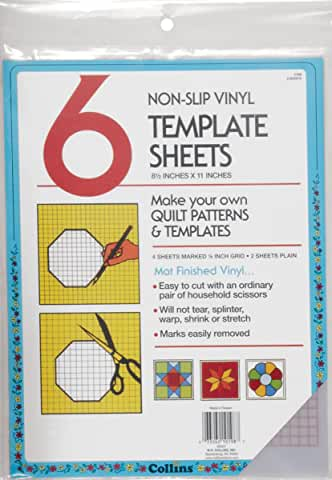 6
NON-SLIP VINYL
TEMPLATE
SHEETS
8½ INCHES X 11 INCHES
Make your own
QUILT PATTERNS
& TEMPLATES
4 SHEETS MARKED ¼ INCH GRID • 2 SHEETS PLAIN
Mat Finished Vinyl...
• Easy to cut with an ordinary
pair of household scissors
• Will not tear, splinter,
warp, shrink or stretch
• Marks easily removed
Collins